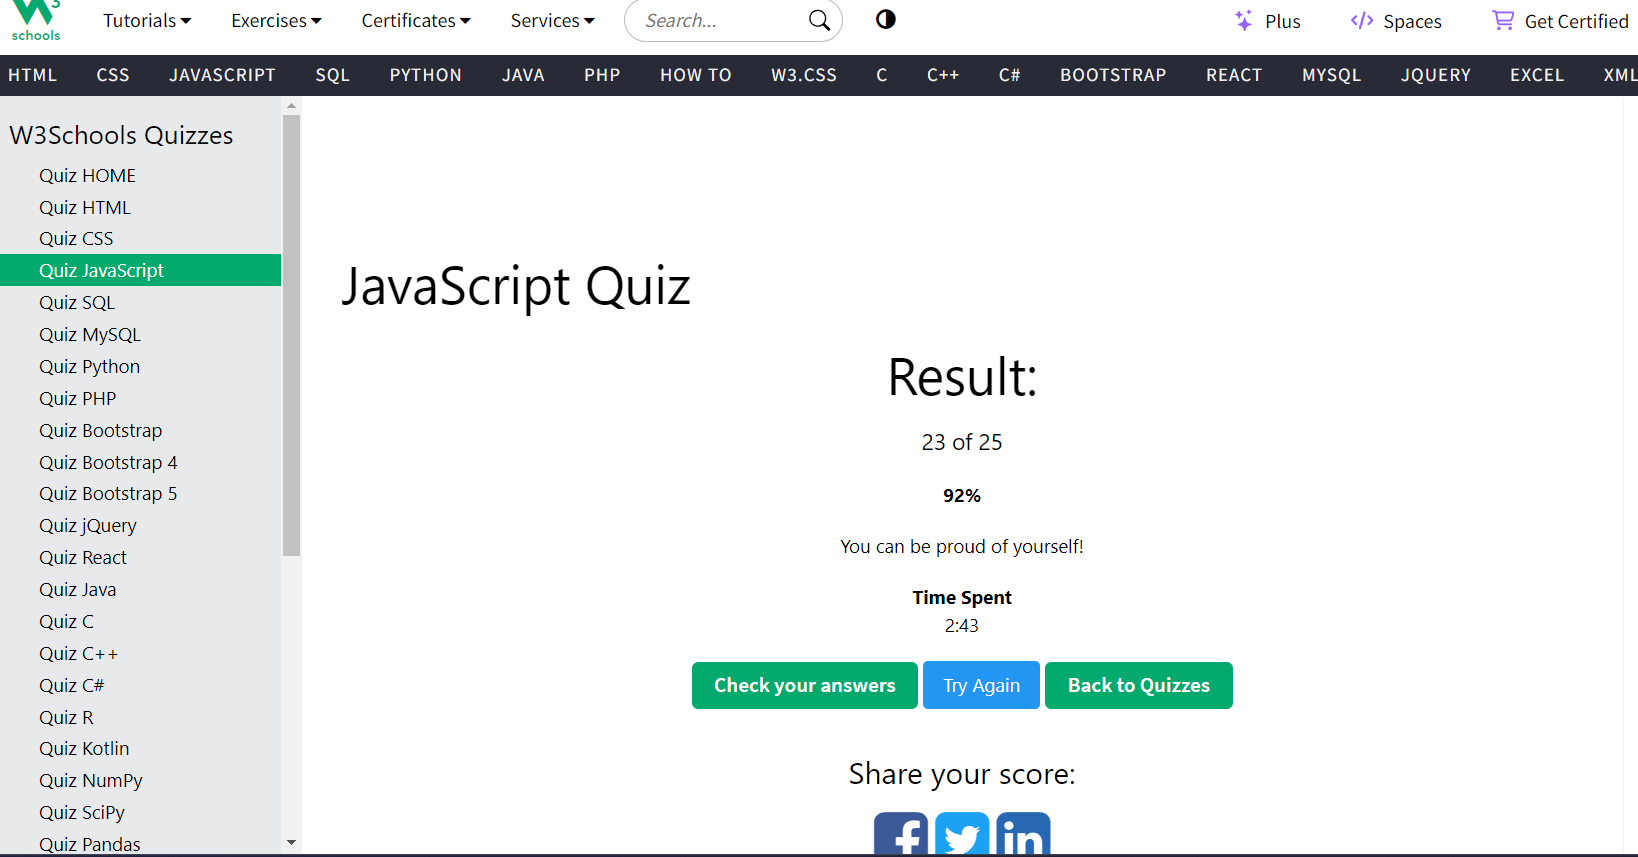 W3
schools
Tutorials Exercises Certificates Services Search... Plus Spaces Get Certified
HTML CSS JAVASCRIPT SQL PYTHON JAVA PHP HOW TO W3.CSS C C++ C# BOOTSTRAP REACT MYSQL JQUERY EXCEL XML
W3Schools Quizzes
Quiz HOME
Quiz HTML
Quiz CSS
Quiz JavaScript
Quiz SQL
Quiz MySQL
Quiz Python
Quiz PHP
Quiz Bootstrap
Quiz Bootstrap 4
Quiz Bootstrap 5
Quiz jQuery
Quiz React
Quiz Java
Quiz C
Quiz C++
Quiz C#
Quiz R
Quiz Kotlin
Quiz NumPy
Quiz SciPy
Quiz Pandas
JavaScript Quiz
Result:
23 of 25
92%
You can be proud of yourself!
Time Spent
2:43
Check your answers Try Again Back to Quizzes
Share your score:
f in